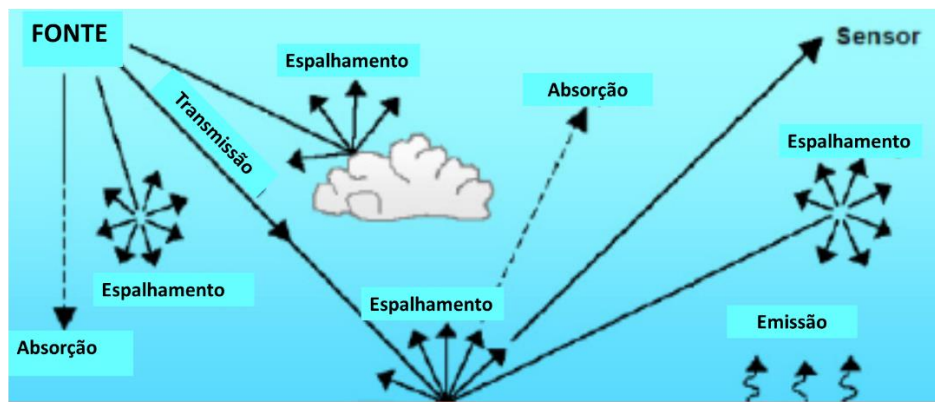 FONTE
Sensor
Espalhamento
Transmissão
Absorção
Espalhamento
Espalhamento
Espalhamento
Emissão
Absorção